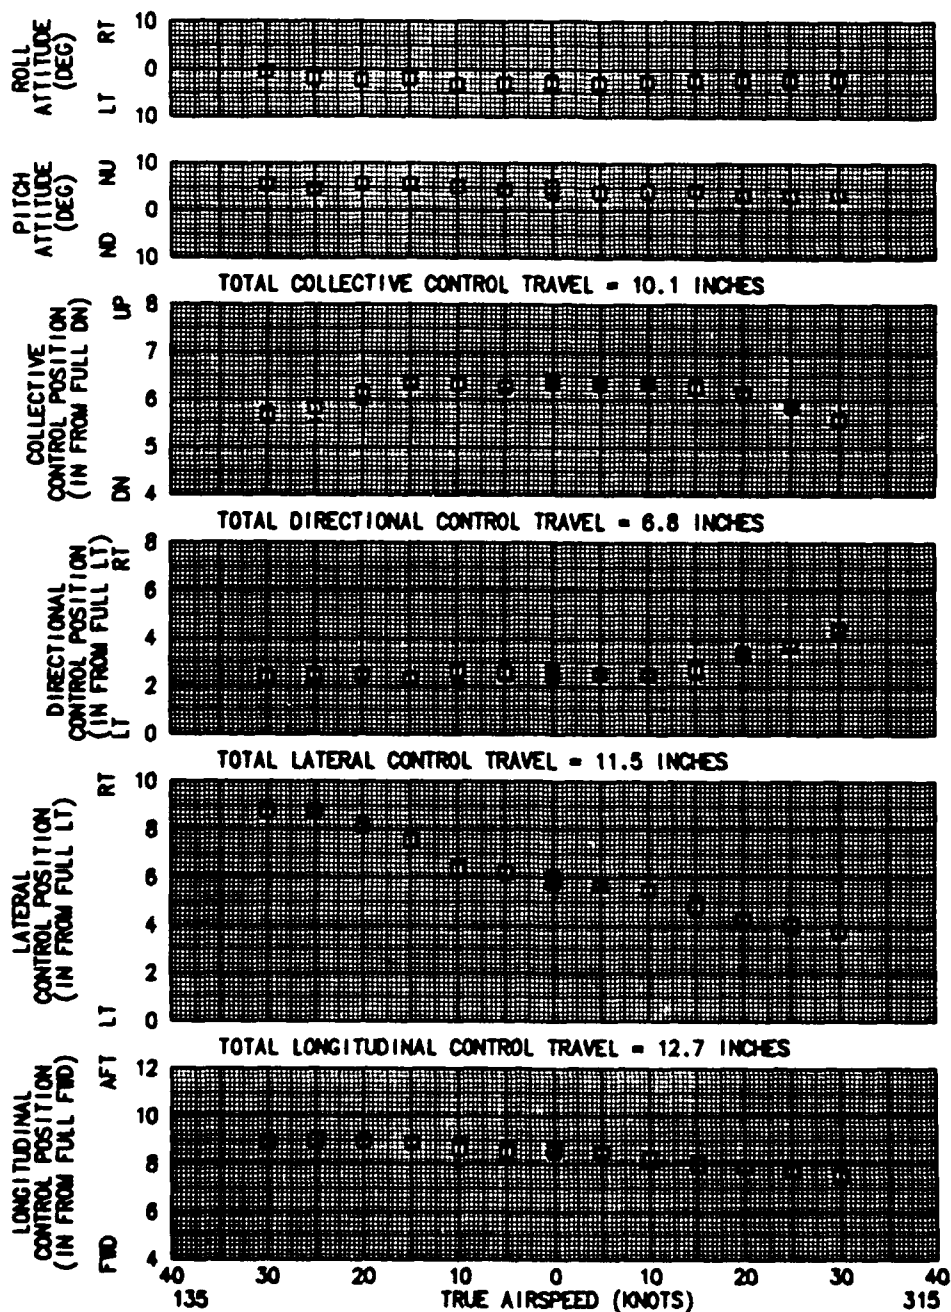 ROLL
ATTITUDE
(DEG)
LT RT
10
0
10
PITCH
ATTITUDE
(DEG)
ND NU
10
0
10
TOTAL COLLECTIVE CONTROL TRAVEL = 10.1 INCHES
COLLECTIVE
CONTROL POSITION
(IN FROM FULL DN)
DN UP
8
7
6
5
4
TOTAL DIRECTIONAL CONTROL TRAVEL = 6.8 INCHES
DIRECTIONAL
CONTROL POSITION
(IN FROM FULL LT)
LT RT
8
6
4
2
0
TOTAL LATERAL CONTROL TRAVEL = 11.5 INCHES
LATERAL
CONTROL POSITION
(IN FROM FULL LT)
LT RT
10
8
6
4
2
0
TOTAL LONGITUDINAL CONTROL TRAVEL = 12.7 INCHES
LONGITUDINAL
CONTROL POSITION
(IN FROM FULL FWD)
FWD AFT
12
10
8
6
4
40 30 20 10 0 10 20 30 40
135 TRUE AIRSPEED (KNOTS) 315